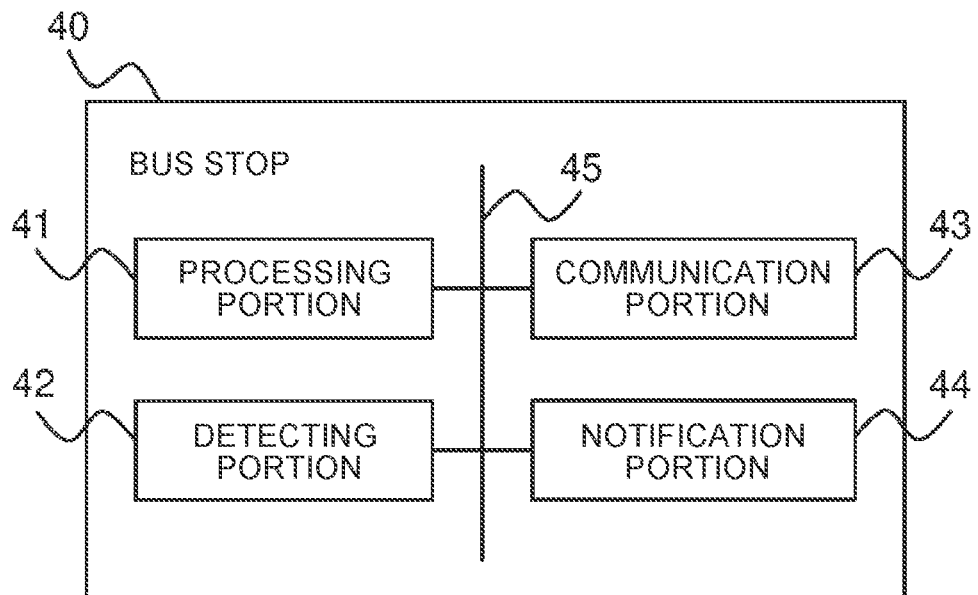 40
BUS STOP
45
41
PROCESSING
PORTION
43
COMMUNICATION
PORTION
42
DETECTING
PORTION
44
NOTIFICATION
PORTION